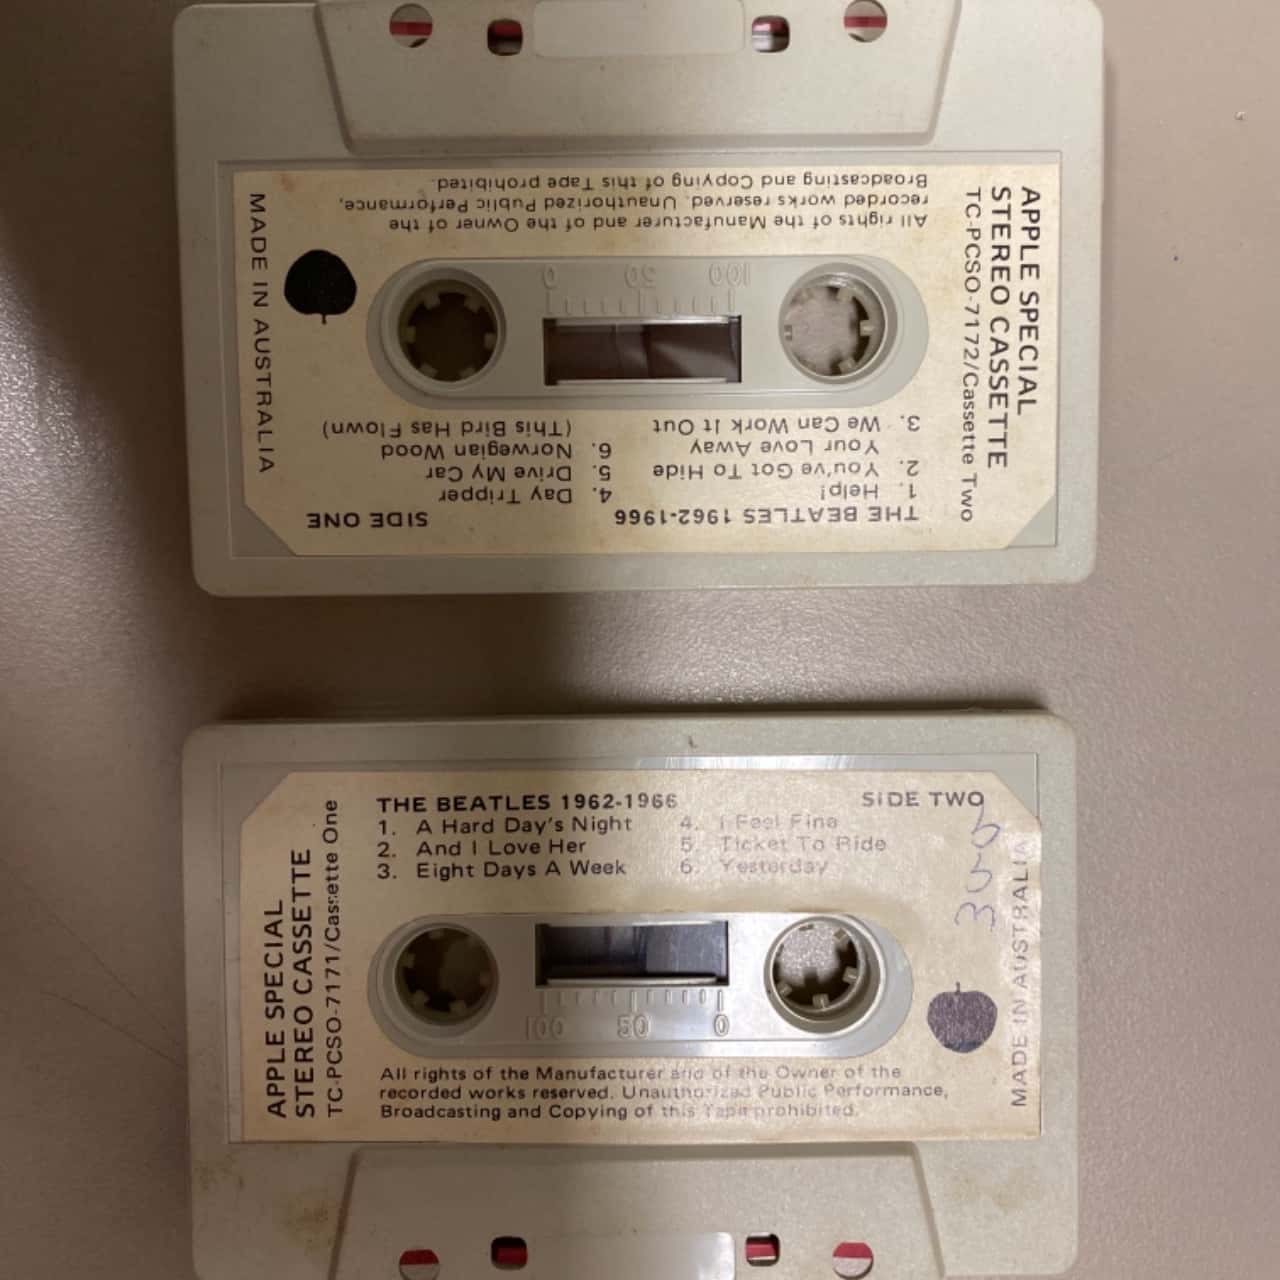 THE BEATLES 1962-1966 SIDE ONE
1. Help! 4. Day Tripper
2. You've Got To Hide 5. Drive My Car
Your Love Away 6. Norwegian Wood
3. We Can Work It Out (This Bird Has Flown)
100 50 0
All rights of the Manufacturer and of the Owner of the
recorded works reserved. Unauthorized Public Performance,
Broadcasting and Copying of this Tape prohibited.
APPLE SPECIAL
STEREO CASSETTE
TC-PCSO-7172/Cassette Two
MADE IN AUSTRALIA
THE BEATLES 1962-1966 SIDE TWO
1. A Hard Day's Night 4. I Feel Fine
2. And I Love Her 5. Ticket To Ride
3. Eight Days A Week 6. Yesterday
100 50 0
All rights of the Manufacturer and of the Owner of the
recorded works reserved. Unauthorized Public Performance,
Broadcasting and Copying of this Tape prohibited.
APPLE SPECIAL
STEREO CASSETTE
TC-PCSO-7171/Cassette One
MADE IN AUSTRALIA